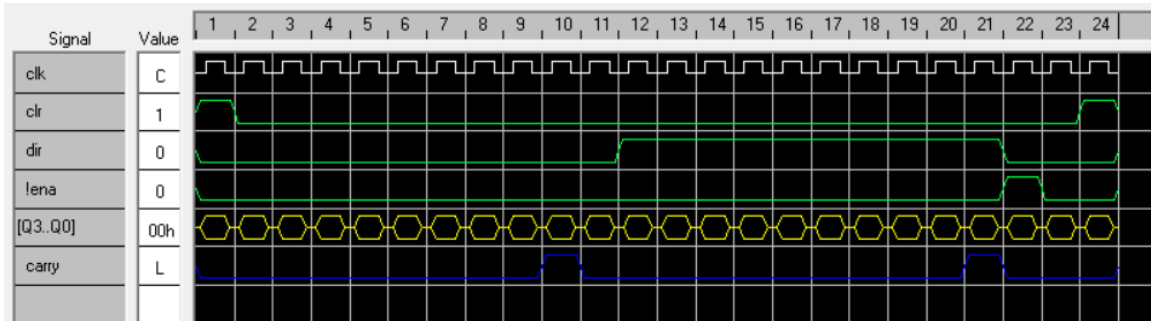 Signal Value 1 2 3 4 5 6 7 8 9 10 11 12 13 14 15 16 17 18 19 20 21 22 23 24
clk C
clr 1
dir 0
!ena 0
[Q3..Q0] 00h
carry L